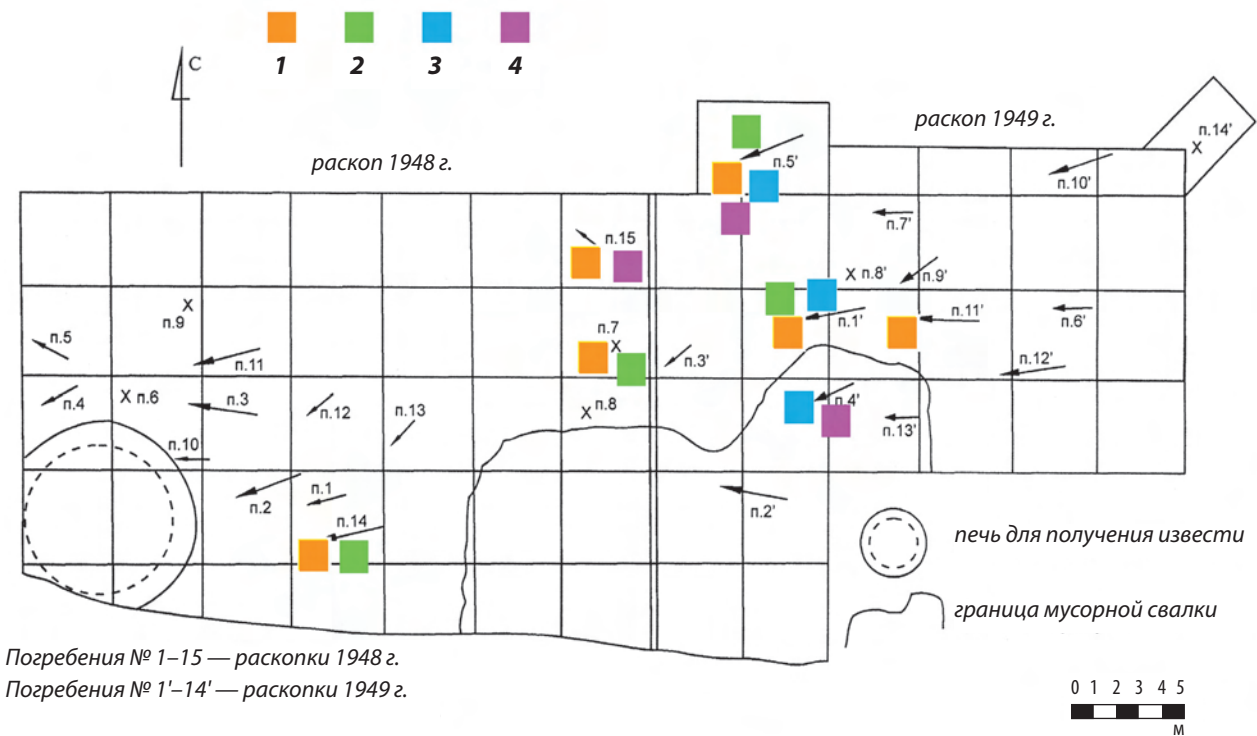 1 2 3 4
С
раскоп 1948 г.
раскоп 1949 г.
п.14'
п.5'
п.10'
п.7'
п.15
X п.8'
п.9'
X
п.9
п.7
X
п.1'
п.11'
п.6'
п.5
п.11
п.3'
п.12'
п.4
X п.6
п.3
п.12
п.13
X п.8
п.4'
п.13'
п.10
п.2
п.1
п.2'
п.14
печь для получения извести
граница мусорной свалки
Погребения № 1–15 — раскопки 1948 г.
Погребения № 1'–14' — раскопки 1949 г.
0 1 2 3 4 5
М